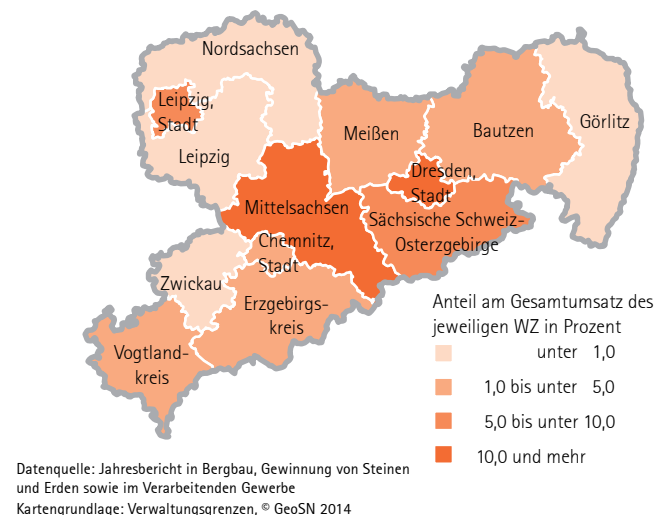 Nordsachsen
Leipzig,
Stadt
Leipzig
Meißen
Bautzen
Görlitz
Dresden,
Stadt
Mittelsachsen
Sächsische Schweiz-
Osterzgebirge
Chemnitz,
Stadt
Zwickau
Erzgebirgs-
kreis
Vogtland-
kreis
Anteil am Gesamtumsatz des
jeweiligen WZ in Prozent
unter 1,0
1,0 bis unter 5,0
5,0 bis unter 10,0
10,0 und mehr
Datenquelle: Jahresbericht in Bergbau, Gewinnung von Steinen
und Erden sowie im Verarbeitenden Gewerbe
Kartengrundlage: Verwaltungsgrenzen, © GeoSN 2014